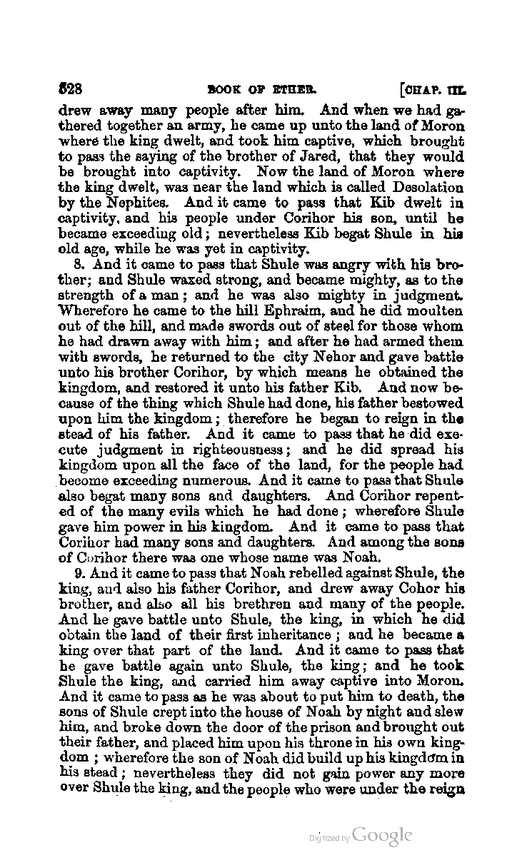 528 BOOK OF ETHER. [CHAP. III.
drew away many people after him. And when we had ga-
thered together an army, he came up unto the land of Moron
where the king dwelt, and took him captive, which brought
to pass the saying of the brother of Jared, that they would
be brought into captivity. Now the land of Moron where
the king dwelt, was near the land which is called Desolation
by the Nephites. And it came to pass that Kib dwelt in
captivity, and his people under Corihor his son, until he
became exceeding old; nevertheless Kib begat Shule in his
old age, while he was yet in captivity.
8. And it came to pass that Shule was angry with his bro-
ther; and Shule waxed strong, and became mighty, as to the
strength of a man; and he was also mighty in judgment.
Wherefore he came to the hill Ephraim, and he did moulten
out of the hill, and made swords out of steel for those whom
he had drawn away with him; and after he had armed them
with swords, he returned to the city Nehor and gave battle
unto his brother Corihor, by which means he obtained the
kingdom, and restored it unto his father Kib. And now be-
cause of the thing which Shule had done, his father bestowed
upon him the kingdom; therefore he began to reign in the
stead of his father. And it came to pass that he did exe-
cute judgment in righteousness; and he did spread his
kingdom upon all the face of the land, for the people had
become exceeding numerous. And it came to pass that Shule
also begat many sons and daughters. And Corihor repent-
ed of the many evils which he had done; wherefore Shule
gave him power in his kingdom. And it came to pass that
Corihor had many sons and daughters. And among the sons
of Corihor there was one whose name was Noah.
9. And it came to pass that Noah rebelled against Shule, the
king, and also his father Corihor, and drew away Cohor his
brother, and also all his brethren and many of the people.
And he gave battle unto Shule, the king, in which he did
obtain the land of their first inheritance; and he became a
king over that part of the land. And it came to pass that
he gave battle again unto Shule, the king; and he took
Shule the king, and carried him away captive into Moron.
And it came to pass as he was about to put him to death, the
sons of Shule crept into the house of Noah by night and slew
him, and broke down the door of the prison and brought out
their father, and placed him upon his throne in his own king-
dom; wherefore the son of Noah did build up his kingdom in
his stead; nevertheless they did not gain power any more
over Shule the king, and the people who were under the reign
Digitized by Google